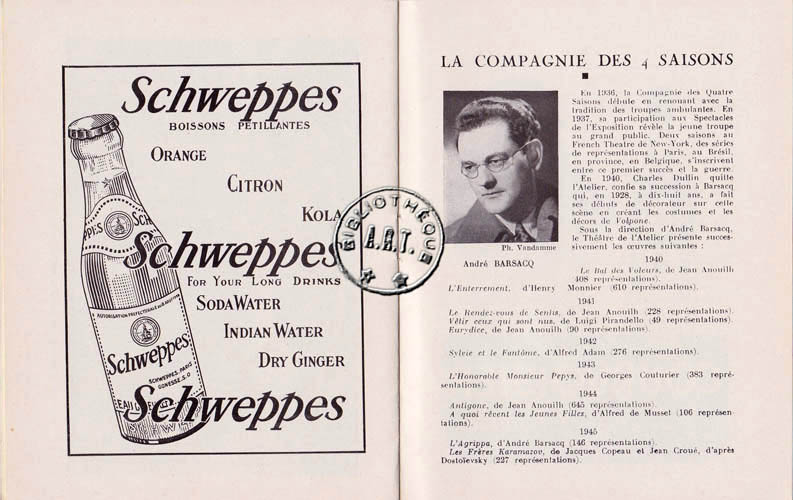 Schweppes
BOISSONS PÉTILLANTES
ORANGE
CITRON
KOLA
Schweppes
FOR YOUR LONG DRINKS
SODA WATER
INDIAN WATER
DRY GINGER
Schweppes
SCHWEPPES
Schweppes
SCHWEPPES. PARIS
GONESSE. S.O
BIBLIOTHÈQUE
A.R.T.
LA COMPAGNIE DES 4 SAISONS
En 1936, la Compagnie des Quatre
Saisons débute en renouant avec la
tradition des troupes ambulantes. En
1937, sa participation aux Spectacles
de l'Exposition révèle la jeune troupe
au grand public. Deux saisons au
French Theatre de New-York, des séries
de représentations à Paris, au Brésil,
en province, en Belgique, s'inscrivent
entre ce premier succès et la guerre.
En 1940, Charles Dullin quitte
l'Atelier, confie sa succession à Barsacq
qui, en 1928, à dix-huit ans, a fait
ses débuts de décorateur sur cette
scène en créant les costumes et les
décors de Volpone.
Sous la direction d'André Barsacq,
le Théâtre de l'Atelier présente succes-
sivement les œuvres suivantes :
Ph. Vandamme
André BARSACQ
1940
Le Bal des Voleurs, de Jean Anouilh
408 représentations).
L'Enterrement, d'Henry Monnier (610 représentations).
1941
Le Rendez-vous de Senlis, de Jean Anouilh (228 représentations).
Vêtir ceux qui sont nus, de Luigi Pirandello (49 représentations).
Eurydice, de Jean Anouilh (90 représentations).
1942
Sylvie et le Fantôme, d'Alfred Adam (276 représentations).
1943
L'Honorable Monsieur Pepys, de Georges Couturier (383 repré-
sentations).
1944
Antigone, de Jean Anouilh (645 représentations).
A quoi rêvent les Jeunes Filles, d'Alfred de Musset (106 représen-
tations).
1945
L'Agrippa, d'André Barsacq (146 représentations).
Les Frères Karamazov, de Jacques Copeau et Jean Croué, d'après
Dostoïevsky (227 représentations).